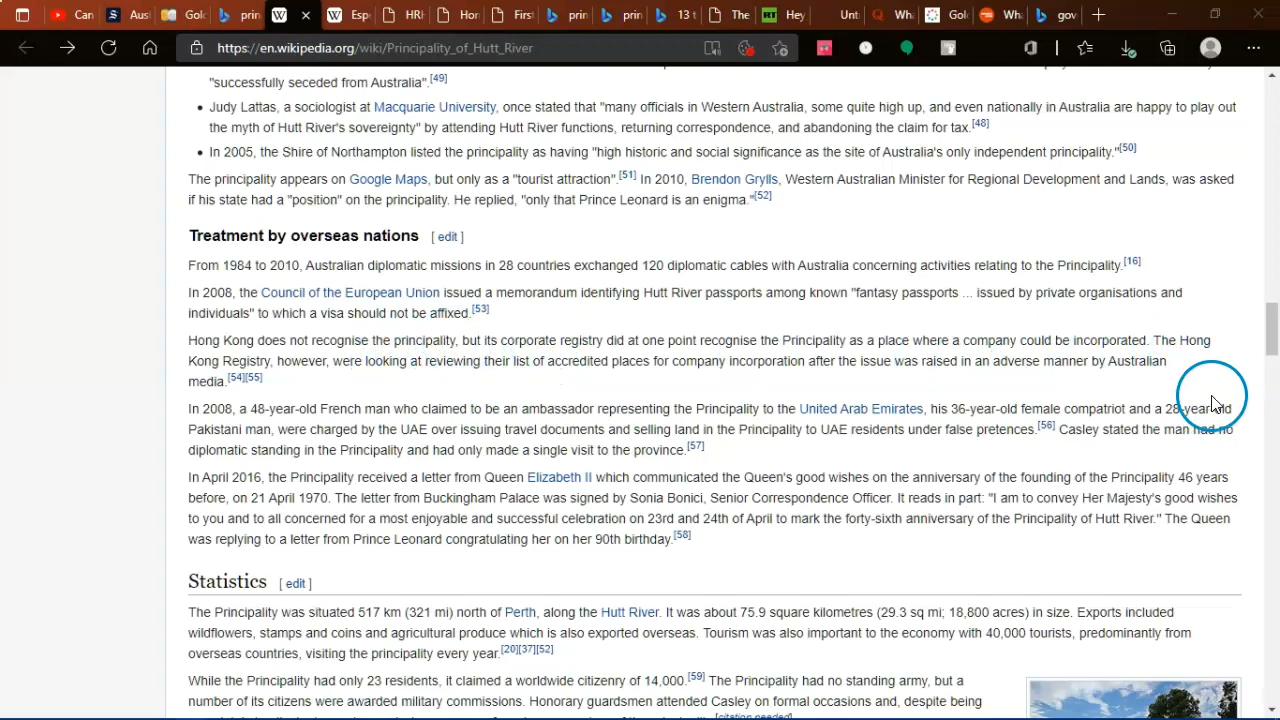 Can
Aust
Gold
prin
Esp
HRH
Hor
First
prin
prin
13 t
The
RT
Hey
Unt
Wha
Gold
Wha
gov
https://en.wikipedia.org/wiki/Principality_of_Hutt_River
"successfully seceded from Australia".[49]
Judy Lattas, a sociologist at Macquarie University, once stated that "many officials in Western Australia, some quite high up, and even nationally in Australia are happy to play out
the myth of Hutt River's sovereignty" by attending Hutt River functions, returning correspondence, and abandoning the claim for tax.[48]
In 2005, the Shire of Northampton listed the principality as having "high historic and social significance as the site of Australia's only independent principality."[50]
The principality appears on Google Maps, but only as a "tourist attraction".[51] In 2010, Brendon Grylls, Western Australian Minister for Regional Development and Lands, was asked
if his state had a "position" on the principality. He replied, "only that Prince Leonard is an enigma."[52]
Treatment by overseas nations [ edit ]
From 1984 to 2010, Australian diplomatic missions in 28 countries exchanged 120 diplomatic cables with Australia concerning activities relating to the Principality.[16]
In 2008, the Council of the European Union issued a memorandum identifying Hutt River passports among known "fantasy passports ... issued by private organisations and
individuals" to which a visa should not be affixed.[53]
Hong Kong does not recognise the principality, but its corporate registry did at one point recognise the Principality as a place where a company could be incorporated. The Hong
Kong Registry, however, were looking at reviewing their list of accredited places for company incorporation after the issue was raised in an adverse manner by Australian
media.[54][55]
In 2008, a 48-year-old French man who claimed to be an ambassador representing the Principality to the United Arab Emirates, his 36-year-old female compatriot and a 28-year-old
Pakistani man, were charged by the UAE over issuing travel documents and selling land in the Principality to UAE residents under false pretences.[56] Casley stated the man had no
diplomatic standing in the Principality and had only made a single visit to the province.[57]
In April 2016, the Principality received a letter from Queen Elizabeth II which communicated the Queen's good wishes on the anniversary of the founding of the Principality 46 years
before, on 21 April 1970. The letter from Buckingham Palace was signed by Sonia Bonici, Senior Correspondence Officer. It reads in part: "I am to convey Her Majesty's good wishes
to you and to all concerned for a most enjoyable and successful celebration on 23rd and 24th of April to mark the forty-sixth anniversary of the Principality of Hutt River." The Queen
was replying to a letter from Prince Leonard congratulating her on her 90th birthday.[58]
Statistics [ edit ]
The Principality was situated 517 km (321 mi) north of Perth, along the Hutt River. It was about 75.9 square kilometres (29.3 sq mi; 18,800 acres) in size. Exports included
wildflowers, stamps and coins and agricultural produce which is also exported overseas. Tourism was also important to the economy with 40,000 tourists, predominantly from
overseas countries, visiting the principality every year.[20][37][52]
While the Principality had only 23 residents, it claimed a worldwide citizenry of 14,000.[59] The Principality had no standing army, but a
number of its citizens were awarded military commissions. Honorary guardsmen attended Casley on formal occasions and, despite being
[citation needed]